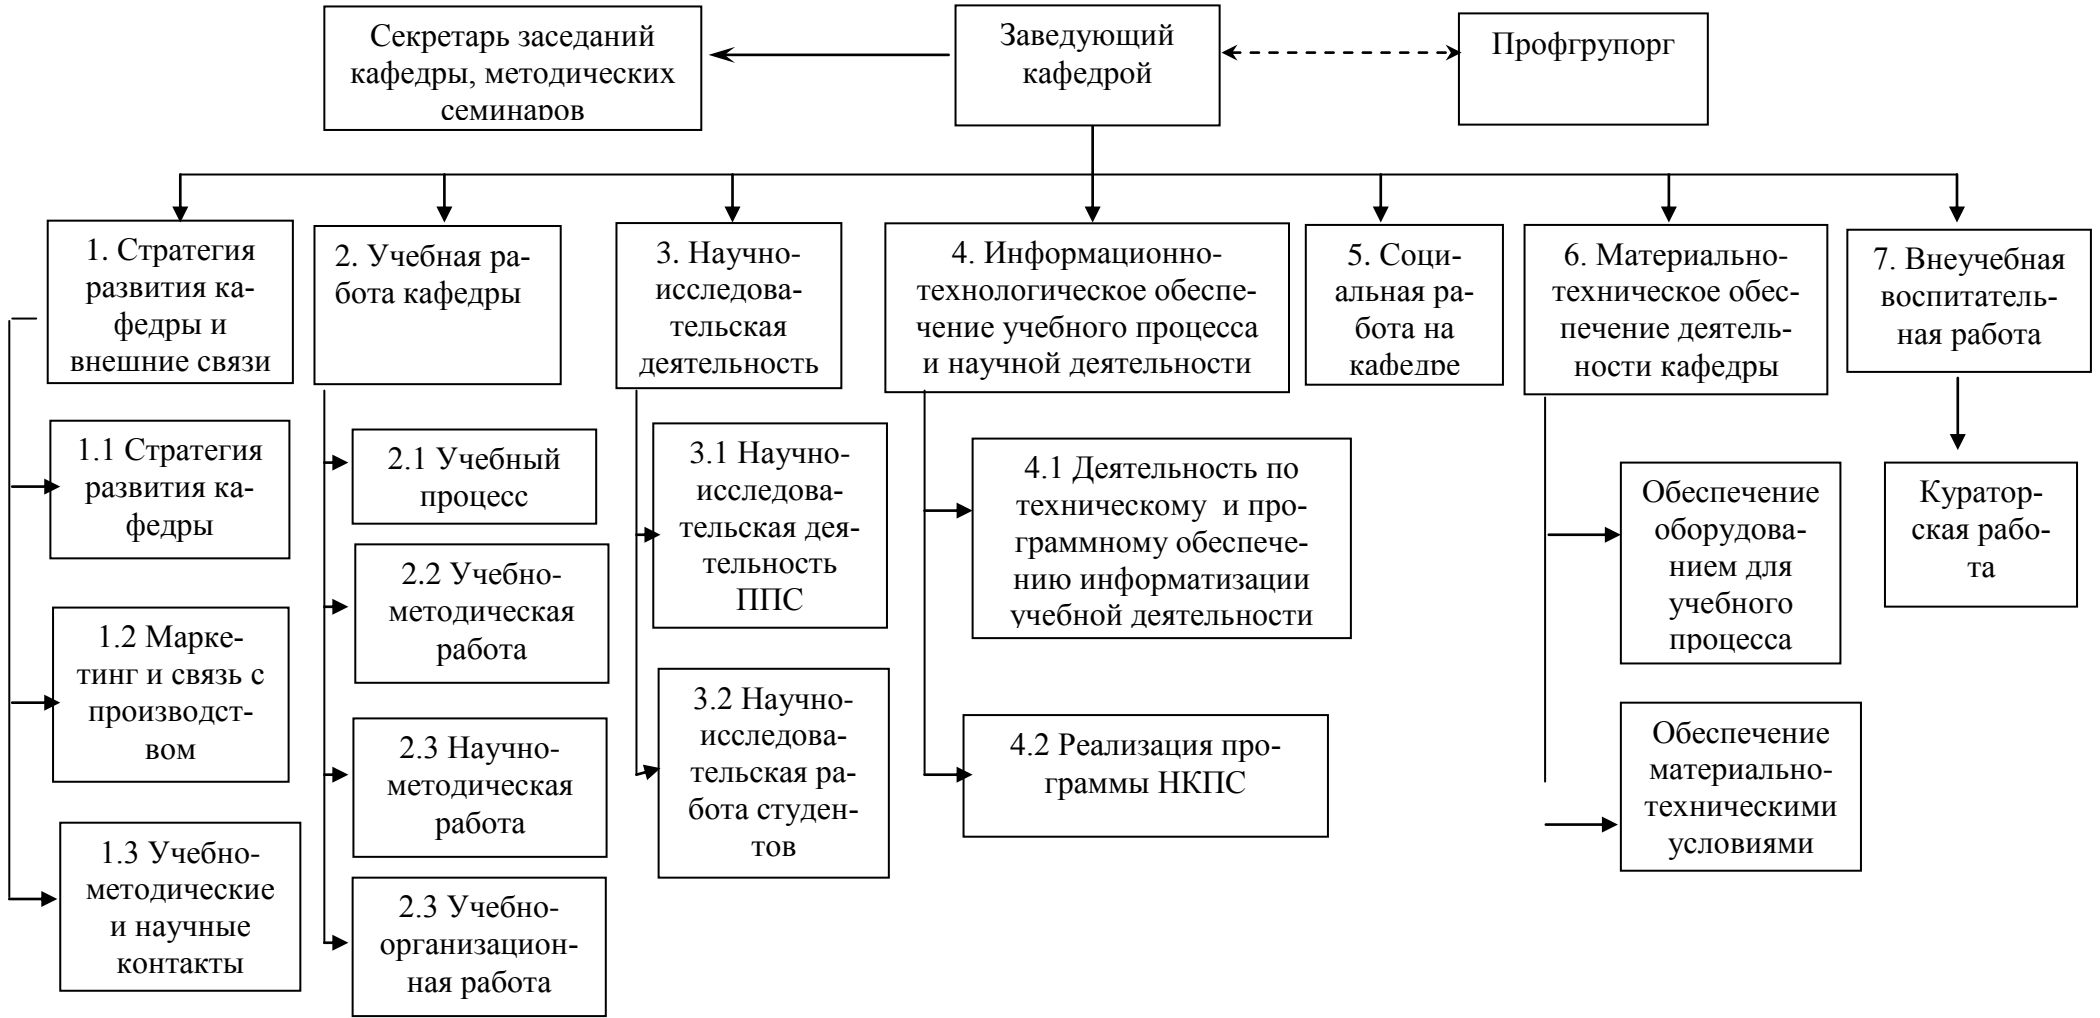 Секретарь заседаний
кафедры, методических
семинаров
Заведующий
кафедрой
Профгрупорг
1. Стратегия
развития ка-
федры и
внешние связи
2. Учебная ра-
бота кафедры
3. Научно-
исследова-
тельская
деятельность
4. Информационно-
технологическое обеспе-
чение учебного процесса
и научной деятельности
5. Соци-
альная ра-
бота на
кафедре
6. Материально-
техническое обес-
печение деятель-
ности кафедры
7. Внеучебная
воспитатель-
ная работа
1.1 Стратегия
развития ка-
федры
1.2 Марке-
тинг и связь с
производст-
вом
1.3 Учебно-
методические
и научные
контакты
2.1 Учебный
процесс
2.2 Учебно-
методическая
работа
2.3 Научно-
методическая
работа
2.3 Учебно-
организацион-
ная работа
3.1 Научно-
исследова-
тельская дея-
тельность
ППС
3.2 Научно-
исследова-
тельская ра-
бота студен-
тов
4.1 Деятельность по
техническому и про-
граммному обеспече-
нию информатизации
учебной деятельности
4.2 Реализация про-
граммы НКПС
Обеспечение
оборудова-
нием для
учебного
процесса
Обеспечение
материально-
техническими
условиями
Куратор-
ская рабо-
та